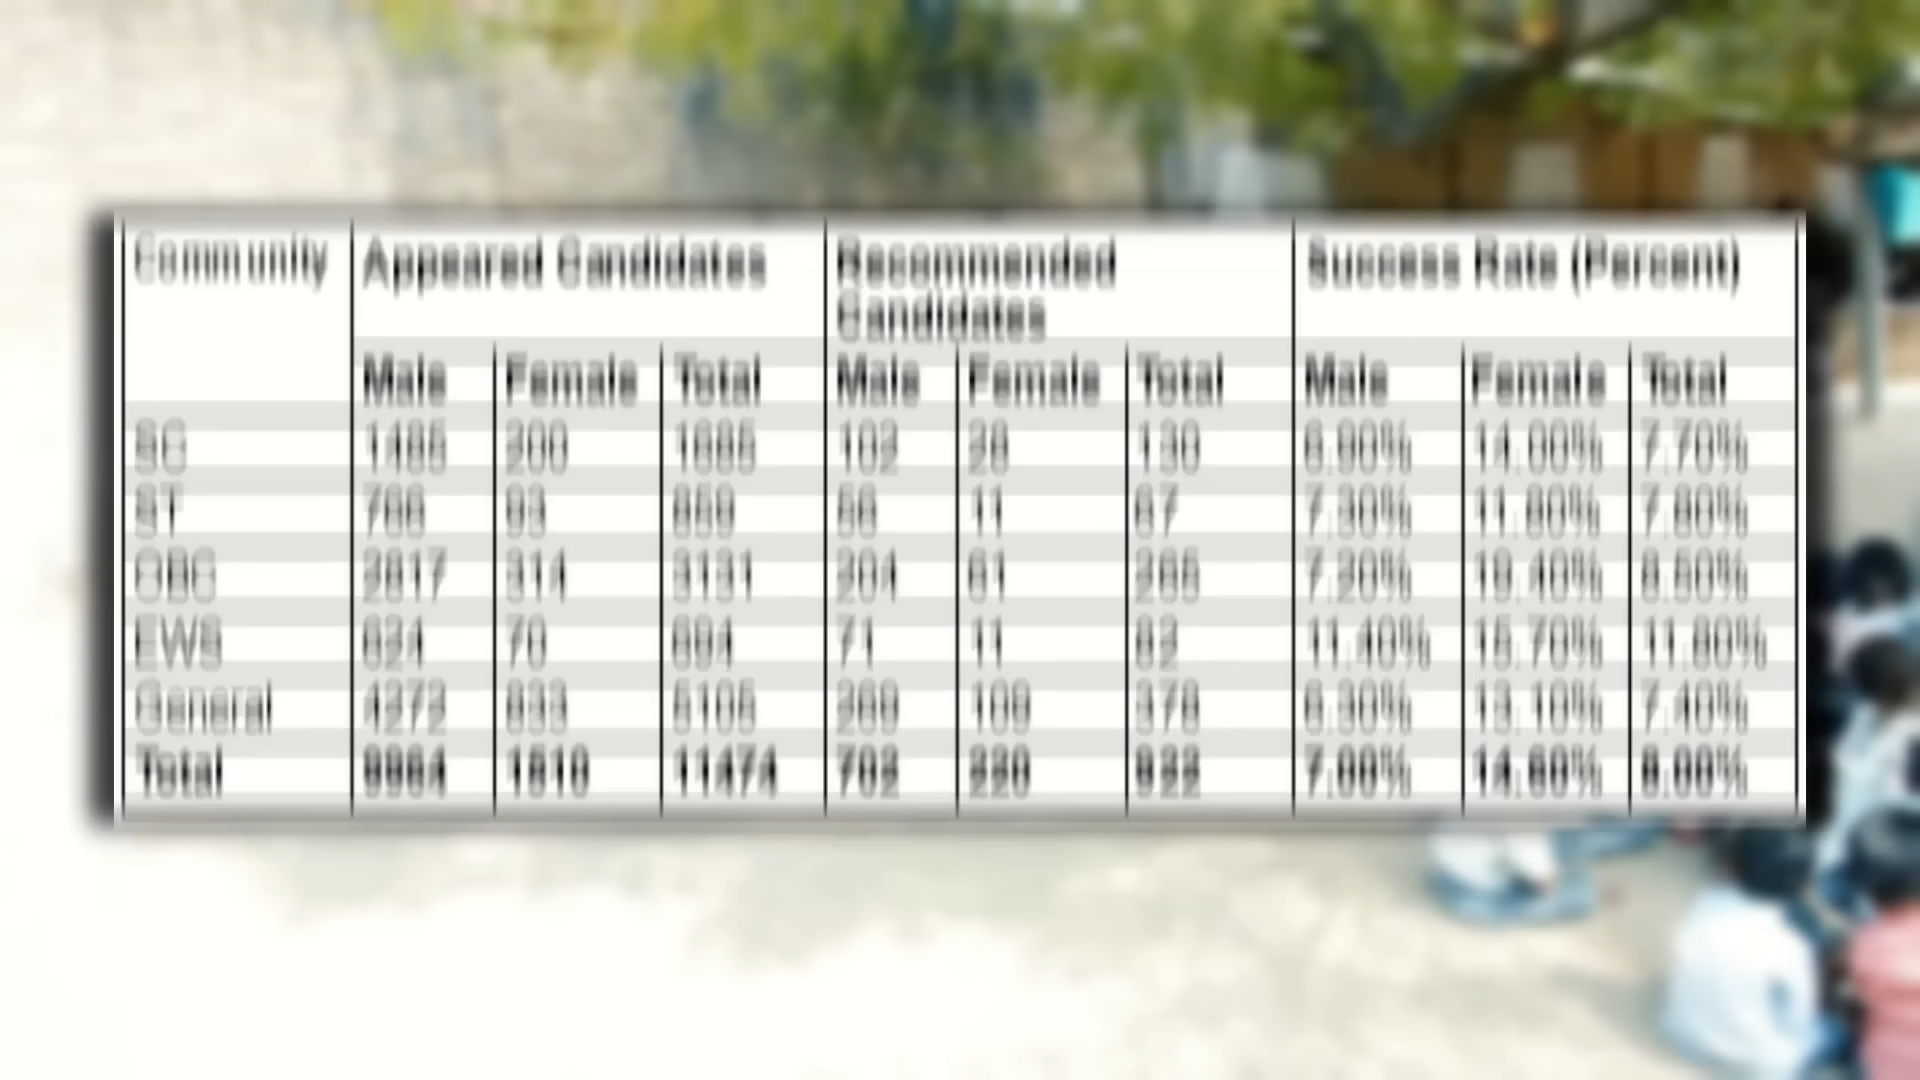 Community Appeared Candidates Recommended Candidates Success Rate (Percent)
Male Female Total Male Female Total Male Female Total
SC 1485 200 1685 102 28 130 6.90% 14.00% 7.70%
ST 766 93 859 56 11 67 7.30% 11.80% 7.80%
OBC 2817 314 3131 204 61 265 7.20% 19.40% 8.50%
EWS 624 70 694 71 11 82 11.40% 15.70% 11.80%
General 4272 833 5105 269 109 378 6.30% 13.10% 7.40%
Total 9964 1510 11474 702 220 922 7.00% 14.60% 8.00%